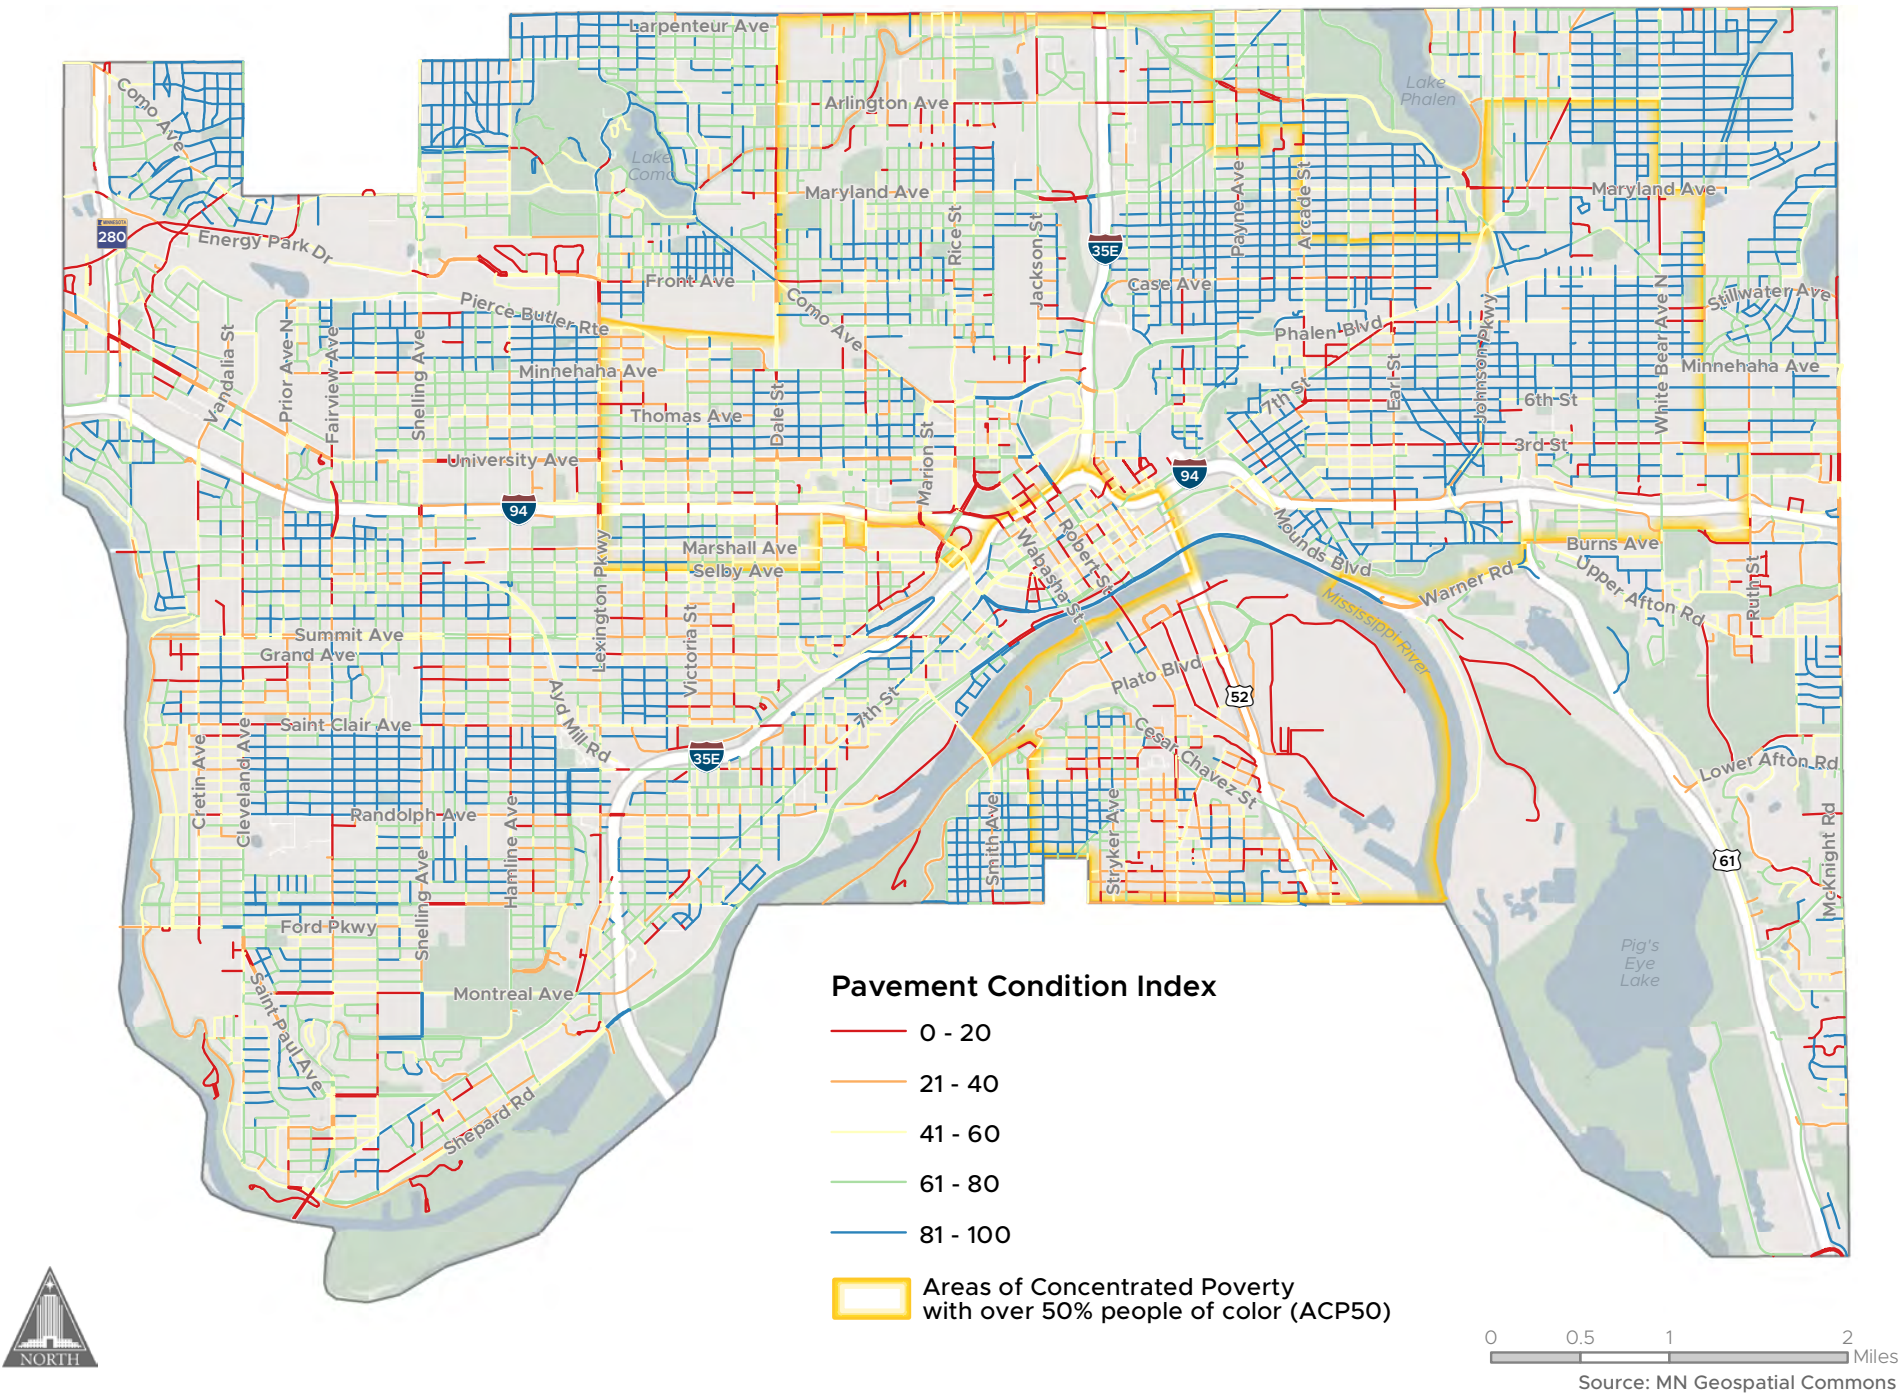 Larpenteur Ave
Como Ave
Arlington Ave
Lake
Phalen
Lake
Como
Maryland Ave
Maryland Ave
MINNESOTA
280
Energy Park Dr
Rice St
Jackson St
35E
Payne Ave
Arcade St
Front Ave
Case Ave
Pierce Butler Rte
Como Ave
Stillwater Ave
Phalen Blvd
Vandalia St
Prior Ave N
Fairview Ave
Snelling Ave
Minnehaha Ave
Minnehaha Ave
Earl St
Johnson Pkwy
White Bear Ave N
Thomas Ave
Dale St
7th St
6th St
3rd St
University Ave
Marion St
94
94
Marshall Ave
Selby Ave
Lexington Pkwy
Wabasha St
Robert St
Mounds Blvd
Burns Ave
Warner Rd
Upper Afton Rd
Ruth St
Mississippi River
Summit Ave
Grand Ave
Victoria St
Plato Blvd
52
Saint Clair Ave
Ayd Mill Rd
7th St
35E
Cesar Chavez St
Lower Afton Rd
Cretin Ave
Cleveland Ave
Randolph Ave
Hamline Ave
Smith Ave
Stryker Ave
61
McKnight Rd
Snelling Ave
Ford Pkwy
Pig's
Eye
Lake
Montreal Ave
Saint Paul Ave
Shepard Rd
Pavement Condition Index
0 - 20
21 - 40
41 - 60
61 - 80
81 - 100
Areas of Concentrated Poverty
with over 50% people of color (ACP50)
NORTH
0 0.5 1 2
Miles
Source: MN Geospatial Commons